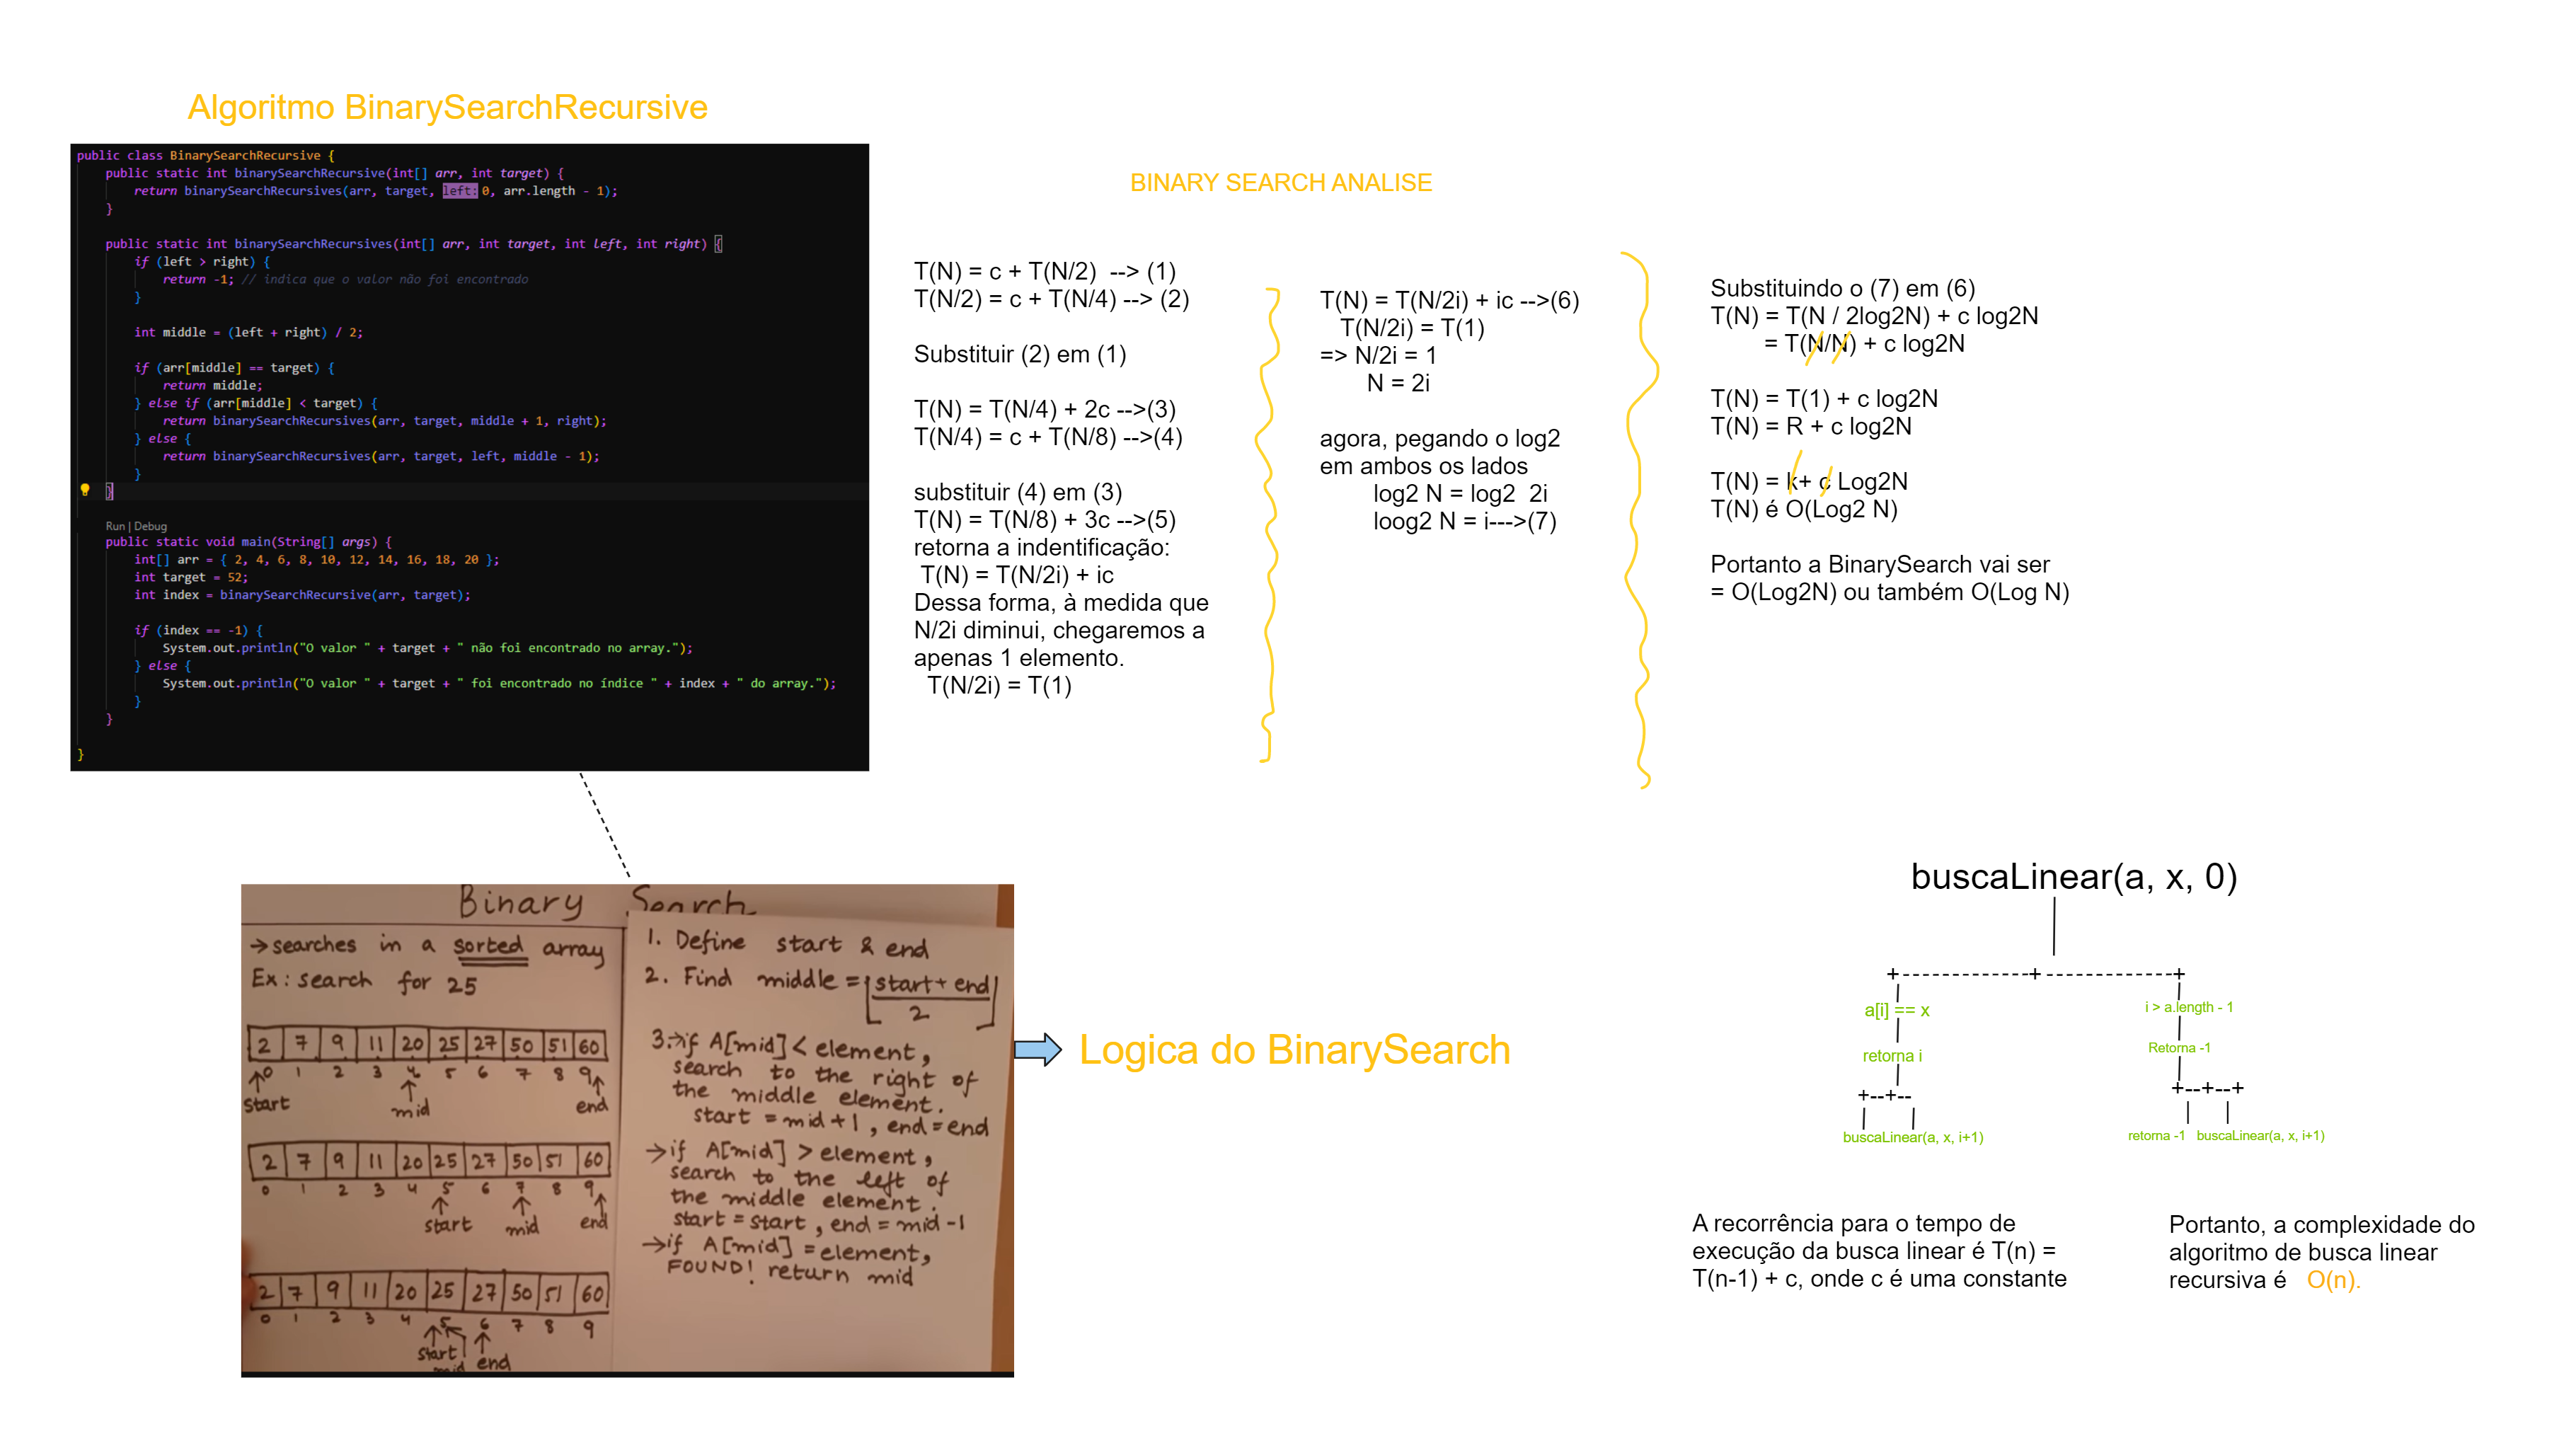 Algoritmo BinarySearchRecursive
public class BinarySearchRecursive {
public static int binarySearchRecursive(int[] arr, int target) {
return binarySearchRecursives(arr, target, left: 0, arr.length - 1);
}
public static int binarySearchRecursives(int[] arr, int target, int left, int right) {
if (left > right) {
return -1; // indica que o valor não foi encontrado
}
int middle = (left + right) / 2;
if (arr[middle] == target) {
return middle;
} else if (arr[middle] < target) {
return binarySearchRecursives(arr, target, middle + 1, right);
} else {
return binarySearchRecursives(arr, target, left, middle - 1);
}
}
Run | Debug
public static void main(String[] args) {
int[] arr = { 2, 4, 6, 8, 10, 12, 14, 16, 18, 20 };
int target = 52;
int index = binarySearchRecursive(arr, target);
if (index == -1) {
System.out.println("O valor " + target + " não foi encontrado no array.");
} else {
System.out.println("O valor " + target + " foi encontrado no índice " + index + " do array.");
}
}
}
BINARY SEARCH ANALISE
T(N) = c + T(N/2) --> (1)
T(N/2) = c + T(N/4) --> (2)
Substituir (2) em (1)
T(N) = T(N/4) + 2c -->(3)
T(N/4) = c + T(N/8) -->(4)
substituir (4) em (3)
T(N) = T(N/8) + 3c -->(5)
retorna a indentificação:
T(N) = T(N/2i) + ic
Dessa forma, à medida que
N/2i diminui, chegaremos a
apenas 1 elemento.
T(N/2i) = T(1)
T(N) = T(N/2i) + ic -->(6)
T(N/2i) = T(1)
=> N/2i = 1
N = 2i
agora, pegando o log2
em ambos os lados
log2 N = log2 2i
loog2 N = i--->(7)
Substituindo o (7) em (6)
T(N) = T(N / 2log2N) + c log2N
= T(N/N) + c log2N
T(N) = T(1) + c log2N
T(N) = R + c log2N
T(N) = k+ c Log2N
T(N) é O(Log2 N)
Portanto a BinarySearch vai ser
= O(Log2N) ou também O(Log N)
Binary Search
→searches in a sorted array
Ex: search for 25
2 7 9 11 20 25 27 50 51 60
0 1 2 3 4 5 6 7 8 9
start mid end
2 7 9 11 20 25 27 50 51 60
0 1 2 3 4 5 6 7 8 9
start mid end
2 7 9 11 20 25 27 50 51 60
0 1 2 3 4 5 6 7 8 9
start end
mid
1. Define start & end
2. Find middle = ⌊start + end
2⌋
3.→if A[mid] < element,
search to the right of
the middle element.
start = mid+1, end = end
→if A[mid] > element,
search to the left of
the middle element.
start = start, end = mid-1
→if A[mid] = element,
FOUND! return mid
Logica do BinarySearch
buscaLinear(a, x, 0)
+--------------+--------------+
a[i] == x i > a.length - 1
retorna i Retorna -1
+--+-- +--+--+
buscaLinear(a, x, i+1) retorna -1 buscaLinear(a, x, i+1)
A recorrência para o tempo de
execução da busca linear é T(n) =
T(n-1) + c, onde c é uma constante
Portanto, a complexidade do
algoritmo de busca linear
recursiva é O(n).